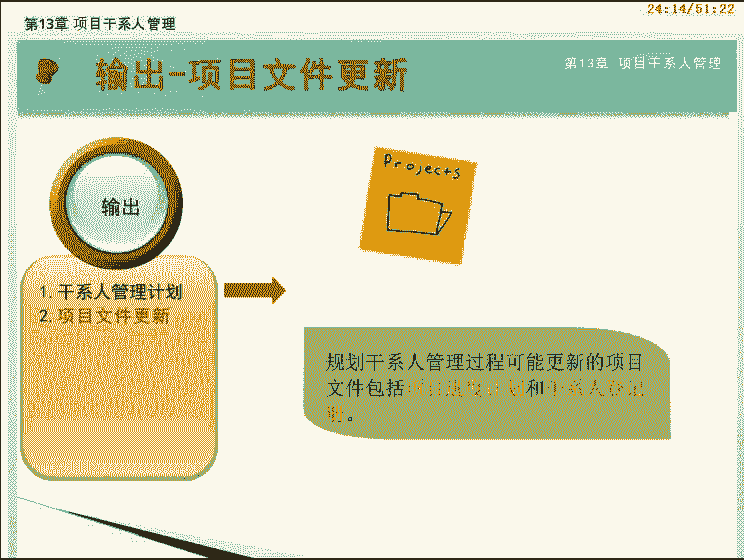 24:14/51:22
第13章 项目干系人管理
输出-项目文件更新
第13章 项目干系人管理
Projects
输出
1. 干系人管理计划
2. 项目文件更新
规划干系人管理过程可能更新的项目
文件包括 和
。